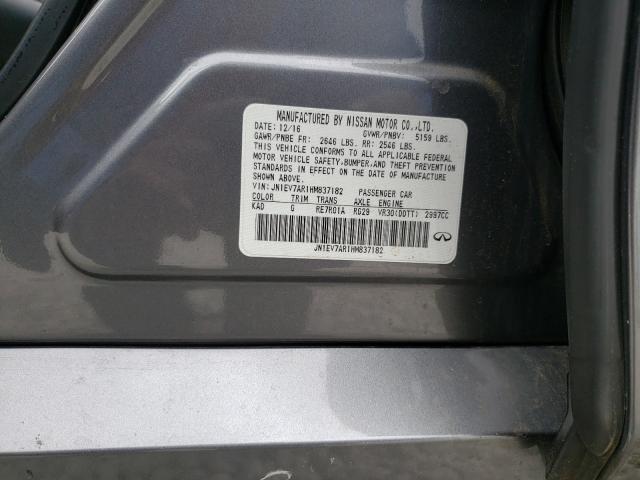 MANUFACTURED BY NISSAN MOTOR CO.,LTD.
DATE: 12/16 GVWR/PNBV: 5159 LBS.
GAWR/PNBE FR: 2646 LBS. RR: 2546 LBS.
THIS VEHICLE CONFORMS TO ALL APPLICABLE FEDERAL
MOTOR VEHICLE SAFETY,BUMPER,AND THEFT PREVENTION
STANDARDS IN EFFECT ON THE DATE OF MANUFACTURE
SHOWN ABOVE.
VIN: JN1EV7AR1HM837182 PASSENGER CAR
COLOR TRIM TRANS AXLE ENGINE
KAD G RE7R01A RG29 VR30(DDTT) 2997CC
JN1EV7AR1HM837182